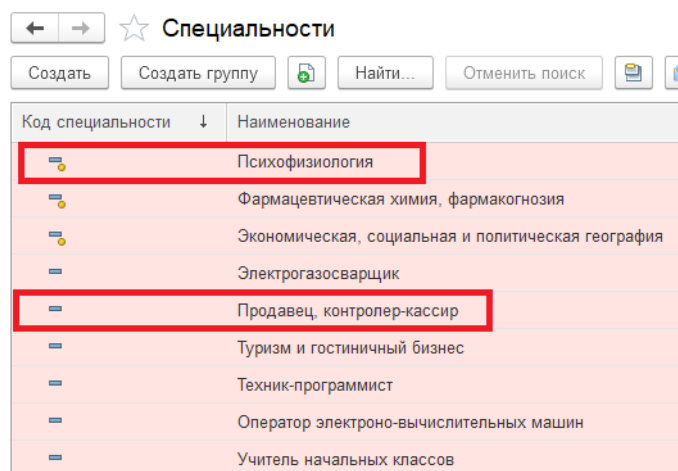 Специальности
Создать Создать группу Найти... Отменить поиск
Код специальности ↓ Наименование
Психофизиология
Фармацевтическая химия, фармакогнозия
Экономическая, социальная и политическая география
Электрогазосварщик
Продавец, контролер-кассир
Туризм и гостиничный бизнес
Техник-программист
Оператор электроно-вычислительных машин
Учитель начальных классов